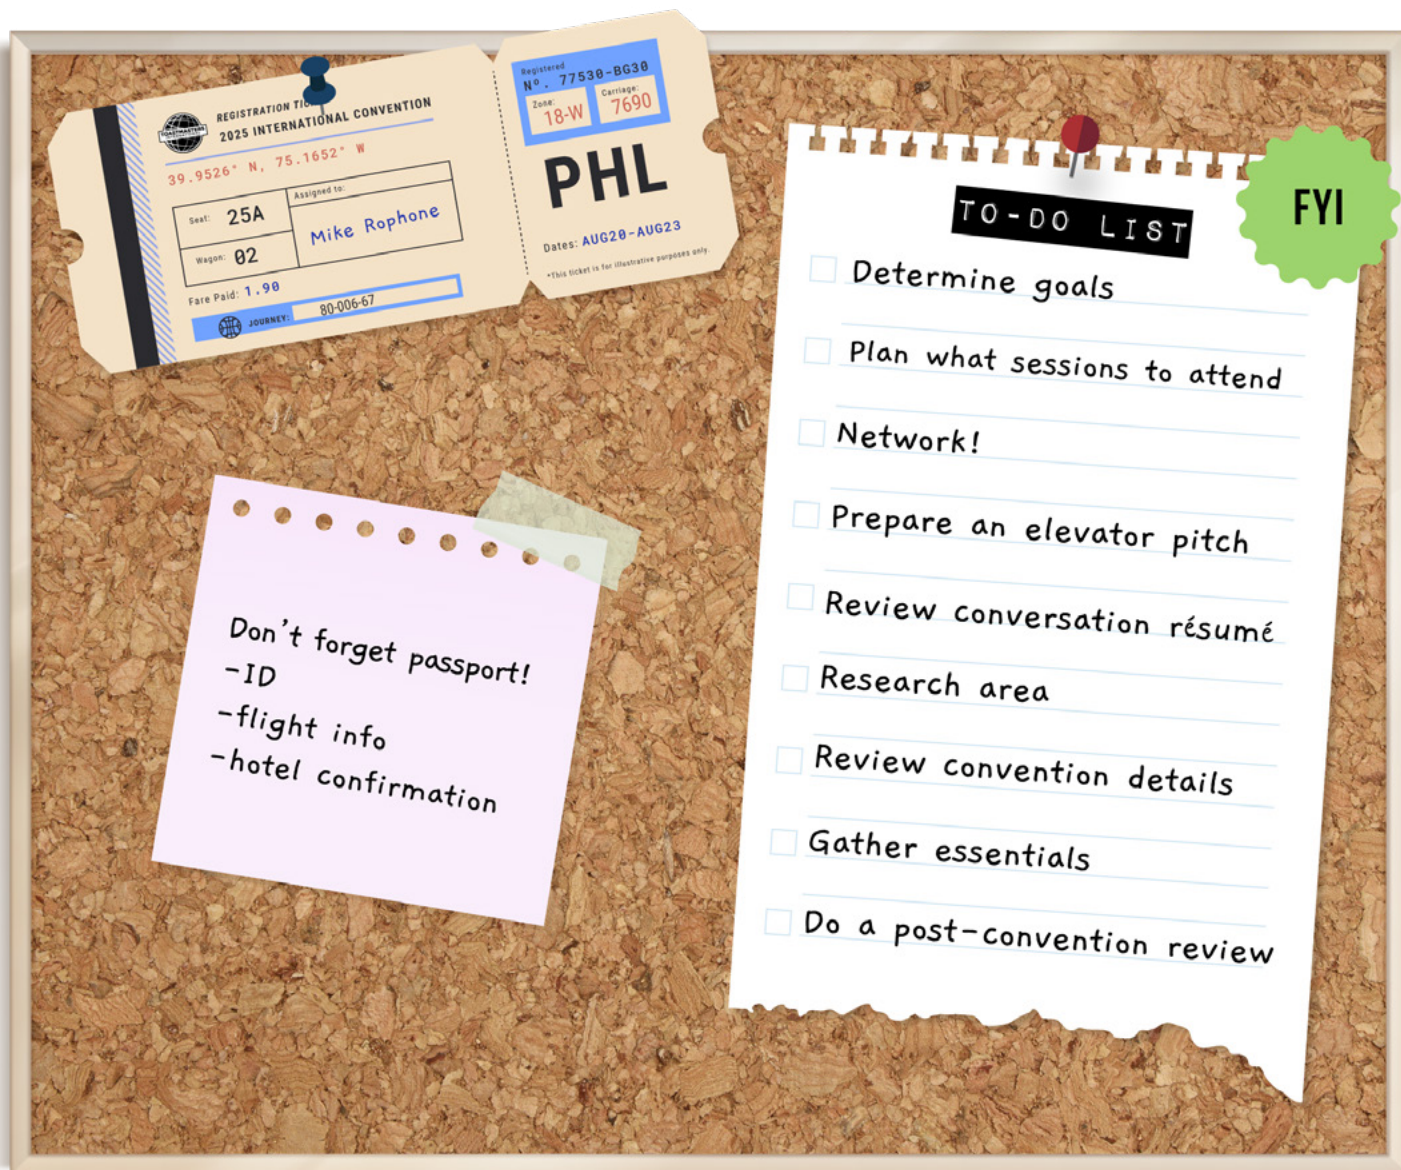 REGISTRATION TIC
2025 INTERNATIONAL CONVENTION
TOASTMASTERS
39.9526° N, 75.1652° W
Seat: 25A
Assigned to:
Mike Rophone
Wagon: 02
Fare Paid: 1.90
JOURNEY: 80-006-67
Registered
Nº. 77530-BG30
Zone: 18-W
Carriage: 7690
PHL
Dates: AUG20-AUG23
*This ticket is for illustrative purposes only.
Don't forget passport!
-ID
-flight info
-hotel confirmation
TO-DO LIST
FYI
Determine goals
Plan what sessions to attend
Network!
Prepare an elevator pitch
Review conversation résumé
Research area
Review convention details
Gather essentials
Do a post-convention review